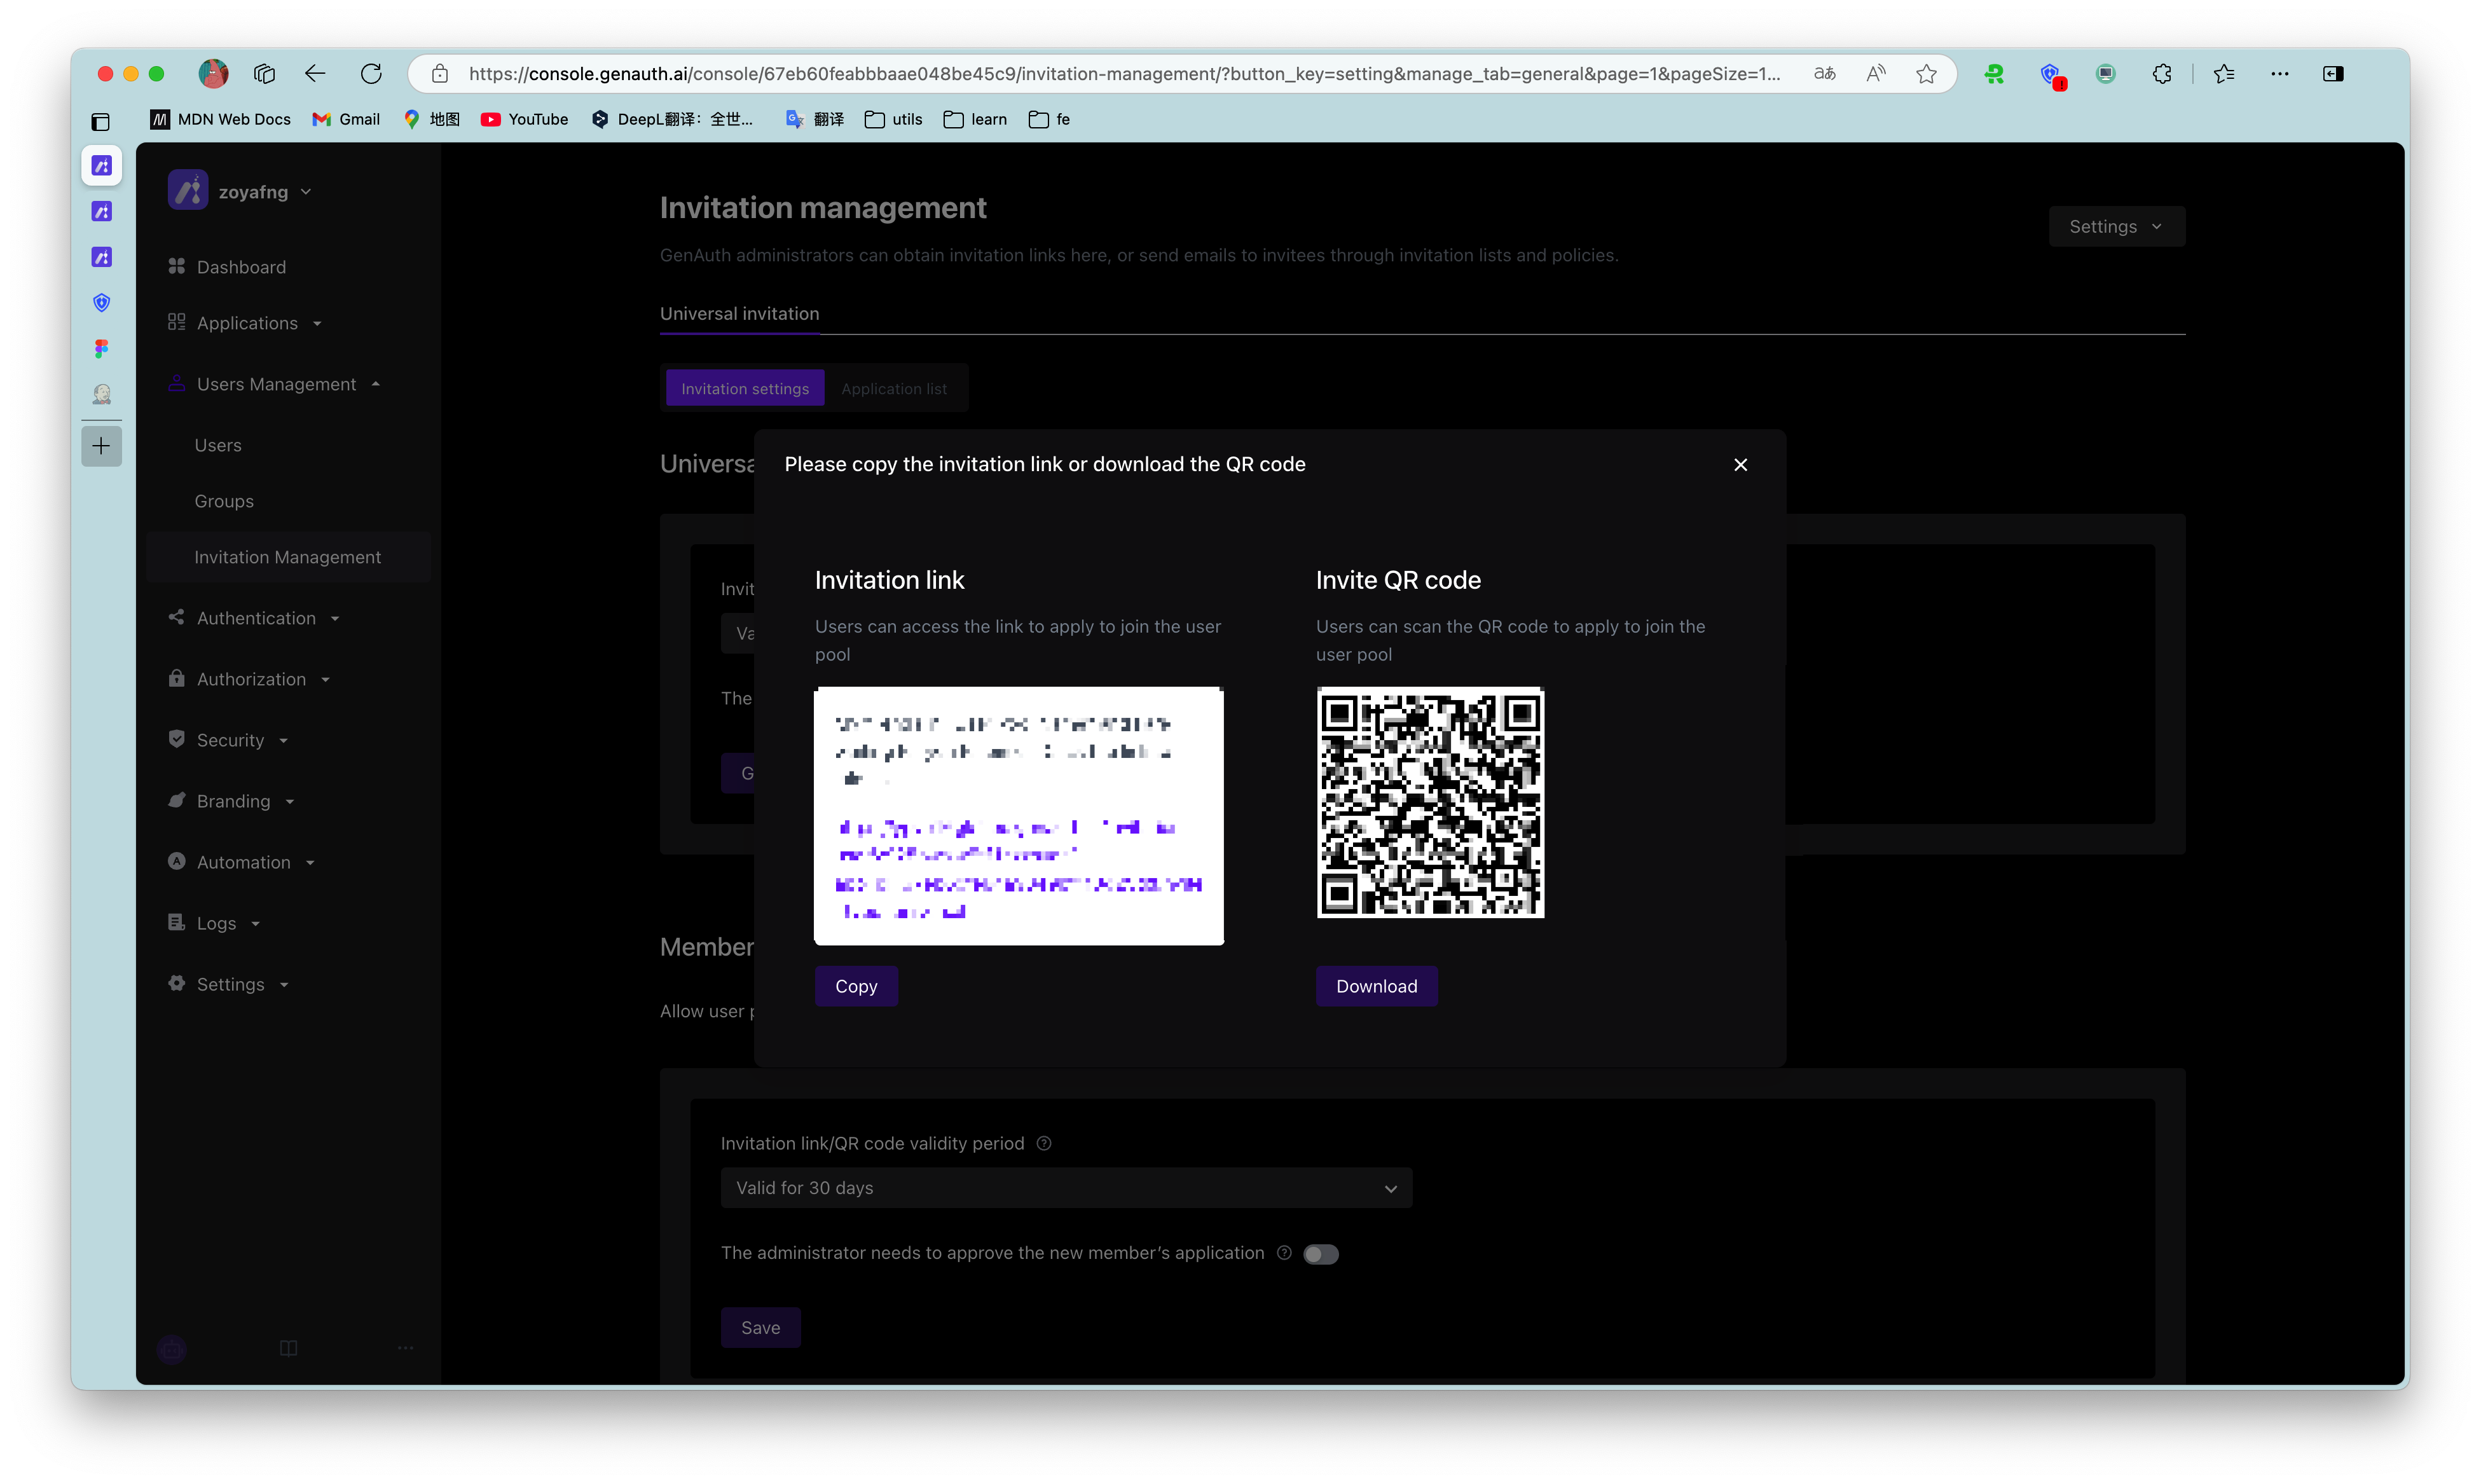 https://console.genauth.ai/console/67eb60feabbbaae048be45c9/invitation-management/?button_key=setting&manage_tab=general&page=1&pageSize=1...
MDN Web Docs
Gmail
地图
YouTube
DeepL翻译：全世...
翻译
utils
learn
fe
zoyafng
Dashboard
Applications
Users Management
Users
Groups
Invitation Management
Authentication
Authorization
Security
Branding
Automation
Logs
Settings
Invitation management
Settings
GenAuth administrators can obtain invitation links here, or send emails to invitees through invitation lists and policies.
Universal invitation
Invitation settings
Application list
Universa
Invit
Va
The
G
Please copy the invitation link or download the QR code
Invitation link
Users can access the link to apply to join the user
pool
Copy
Invite QR code
Users can scan the QR code to apply to join the
user pool
Download
Member
Allow user p
Invitation link/QR code validity period
Valid for 30 days
The administrator needs to approve the new member's application
Save